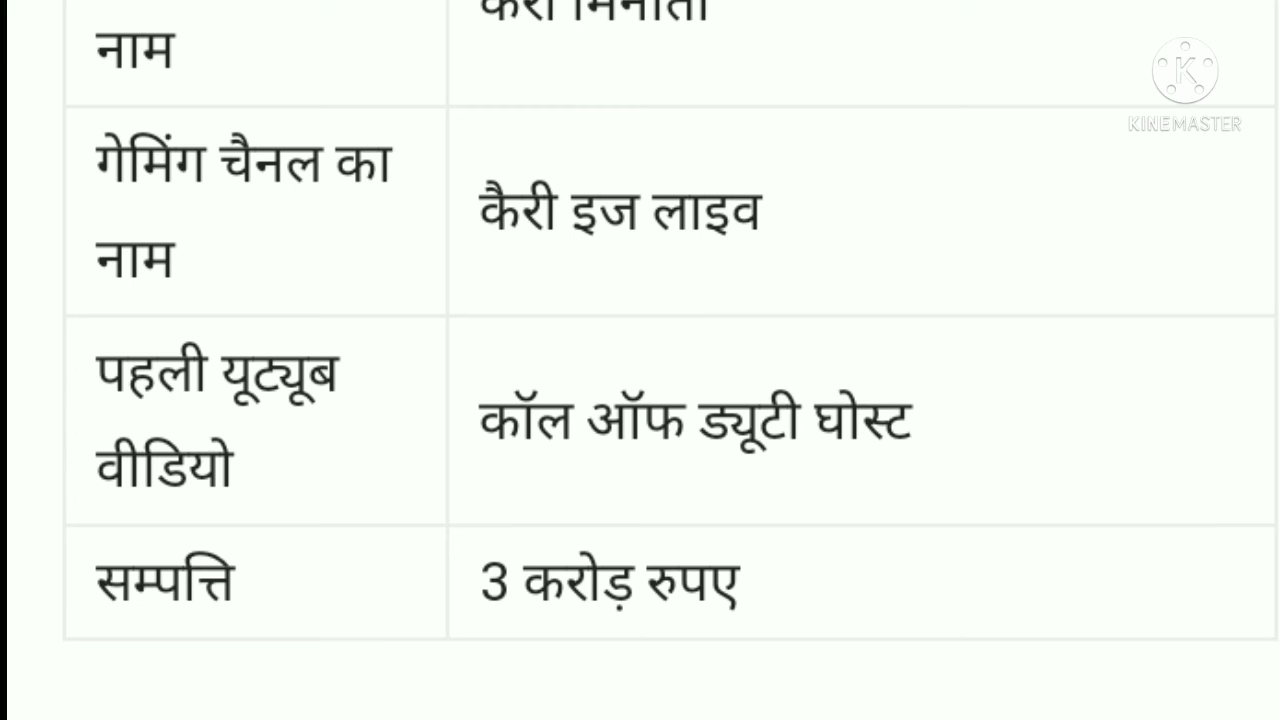 नाम
गेमिंग चैनल का
नाम
कैरी इज लाइव
पहली यूट्यूब
वीडियो
कॉल ऑफ ड्यूटी घोस्ट
सम्पत्ति
3 करोड़ रुपए
K
KINEMASTER